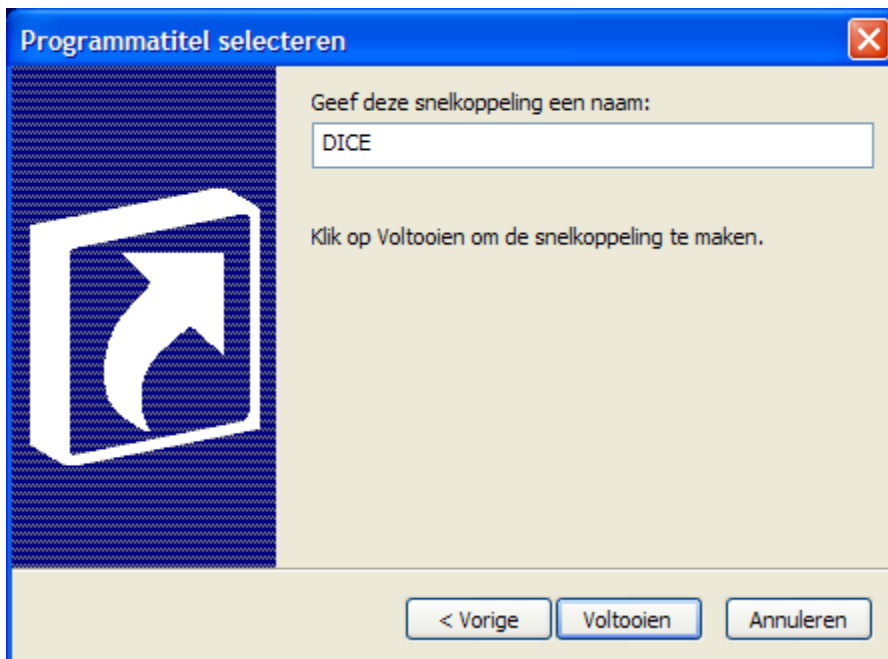 Programmatitel selecteren
Geef deze snelkoppeling een naam:
DICE
Klik op Voltooien om de snelkoppeling te maken.
< Vorige
Voltooien
Annuleren